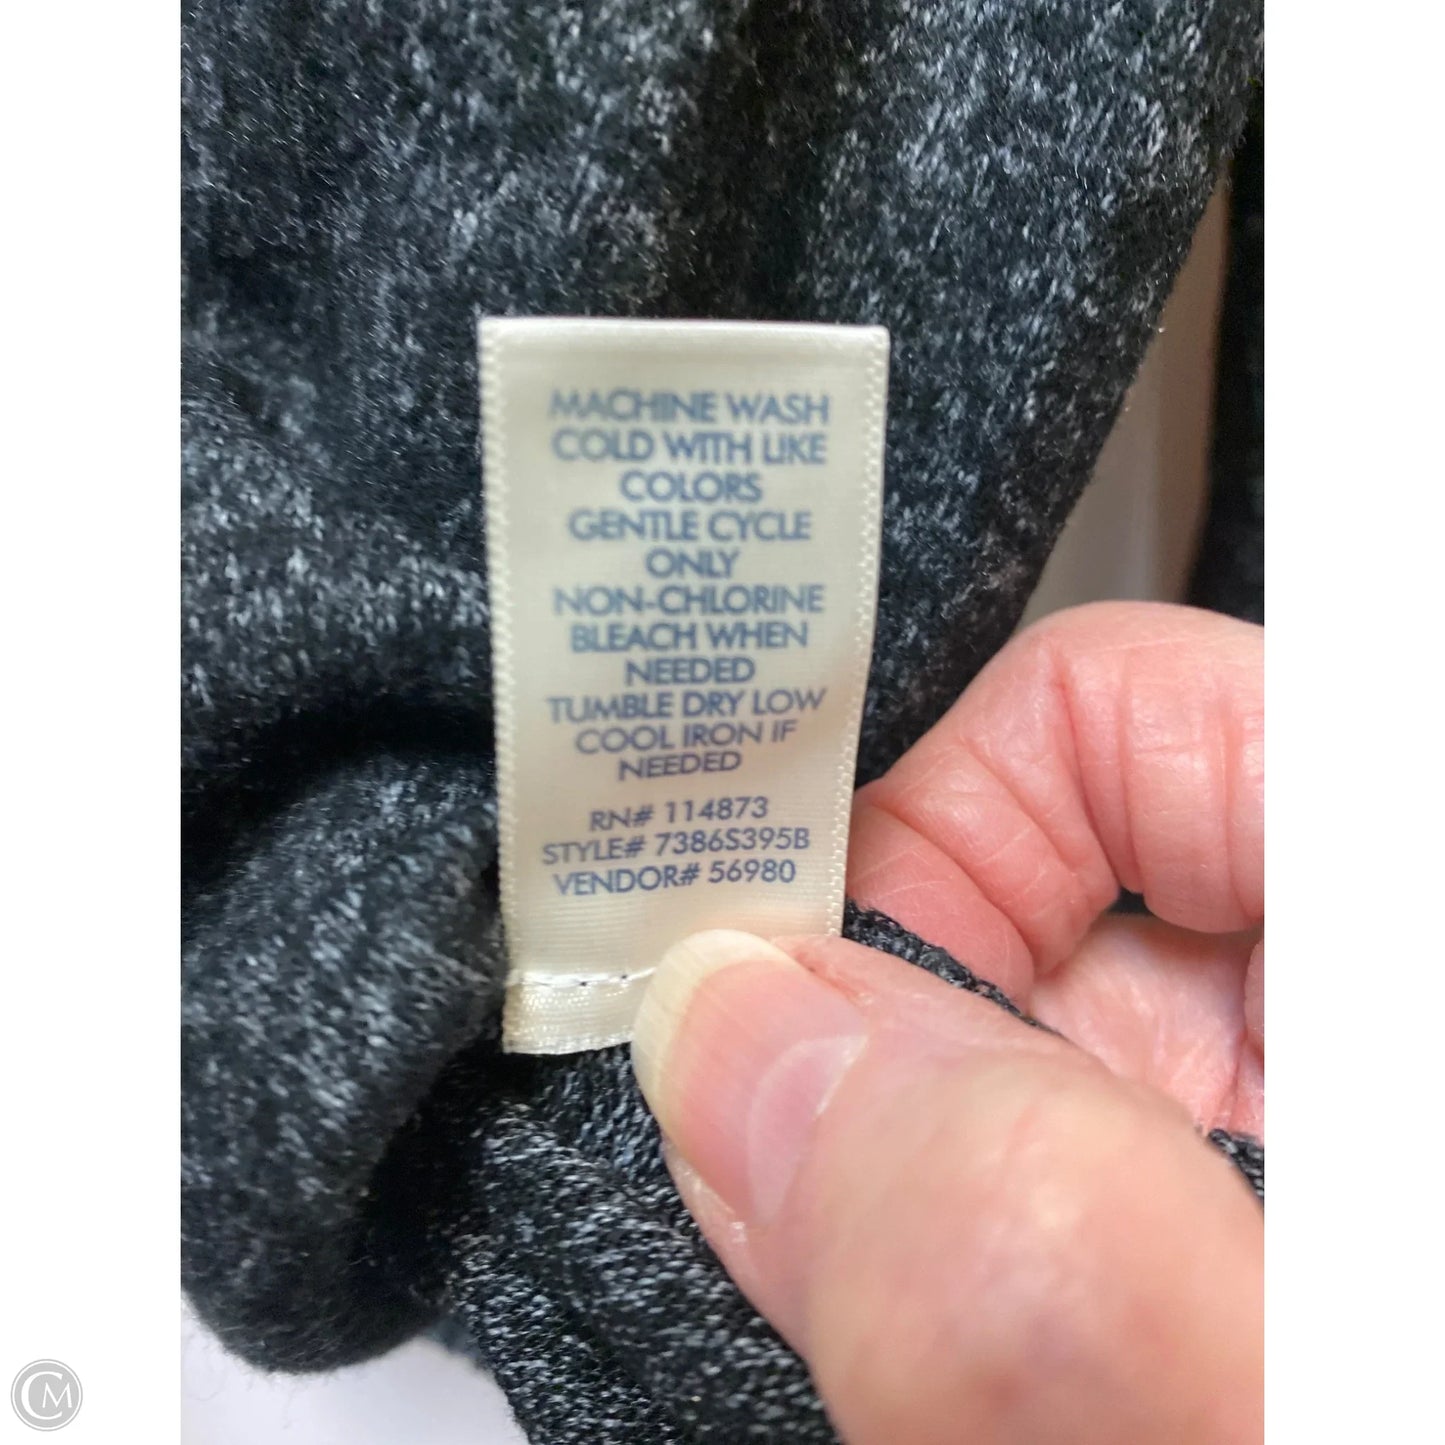 MACHINE WASH
COLD WITH LIKE
COLORS
GENTLE CYCLE
ONLY
NON-CHLORINE
BLEACH WHEN
NEEDED
TUMBLE DRY LOW
COOL IRON IF
NEEDED
RN# 114873
STYLE# 7386S395B
VENDOR# 56980
CM